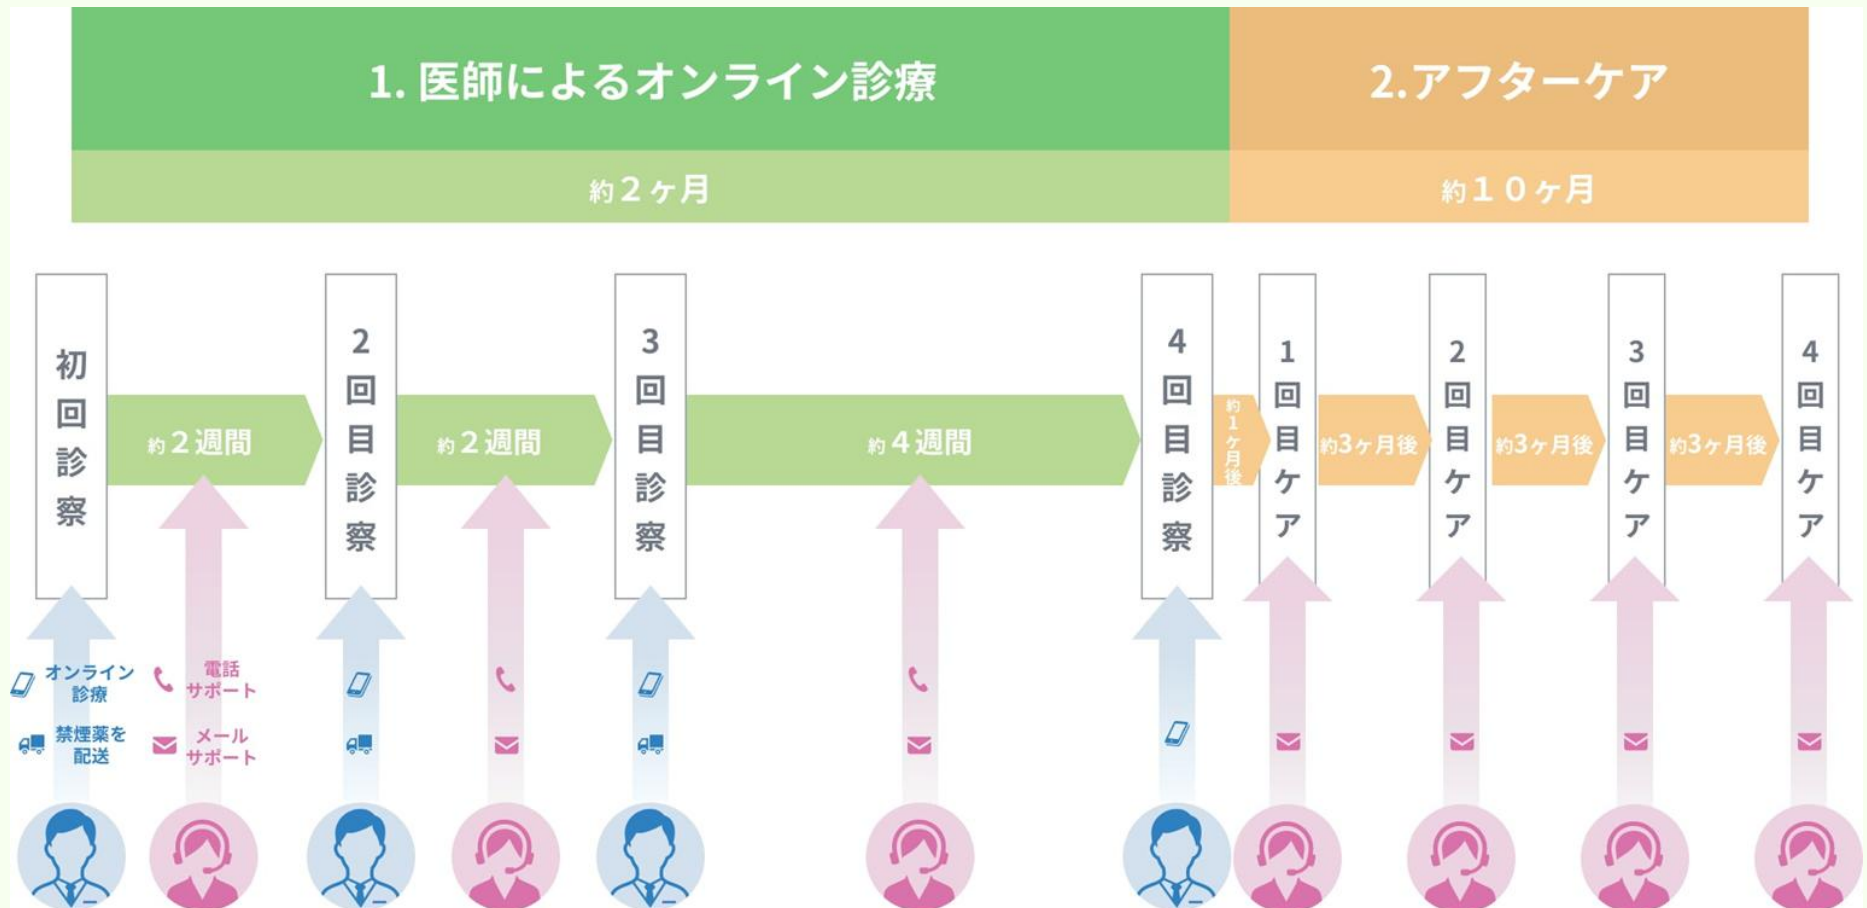 1. 医師によるオンライン診療
2.アフターケア
約２ヶ月
約１０ヶ月
初回診察
約２週間
2回目診察
約２週間
3回目診察
約４週間
4回目診察
約1ヶ月後
1回目ケア
約3ヶ月後
2回目ケア
約3ヶ月後
3回目ケア
約3ヶ月後
4回目ケア
オンライン
診療
電話
サポート
禁煙薬を
配送
メール
サポート